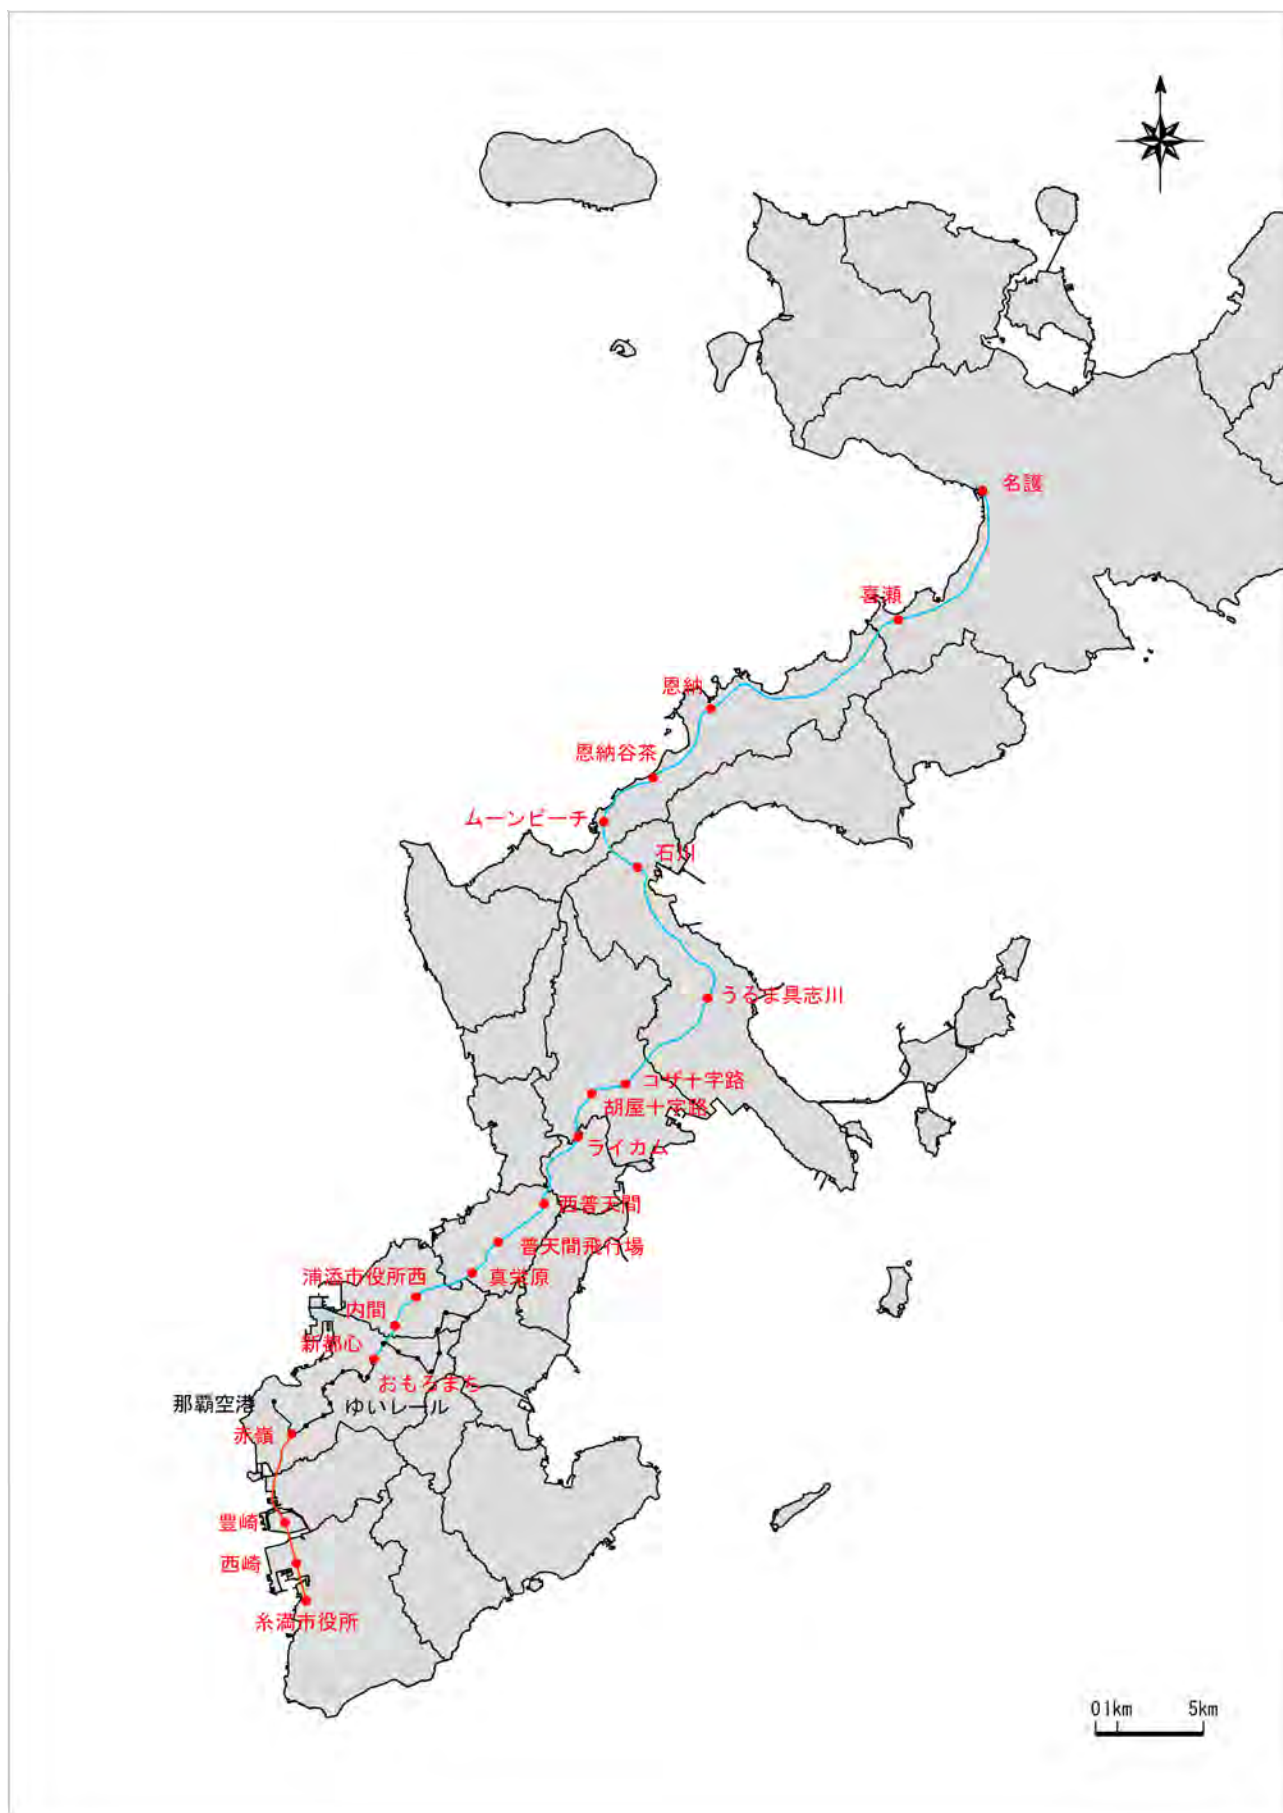 名護
喜瀬
恩納
恩納谷茶
ムーンビーチ
石川
うるま具志川
コザ十字路
胡屋十字路
ライカム
西普天間
普天間飛行場
真栄原
浦添市役所西
内間
新都心
おもろまち
那覇空港
ゆいレール
赤嶺
豊崎
西崎
糸満市役所
01km 5km